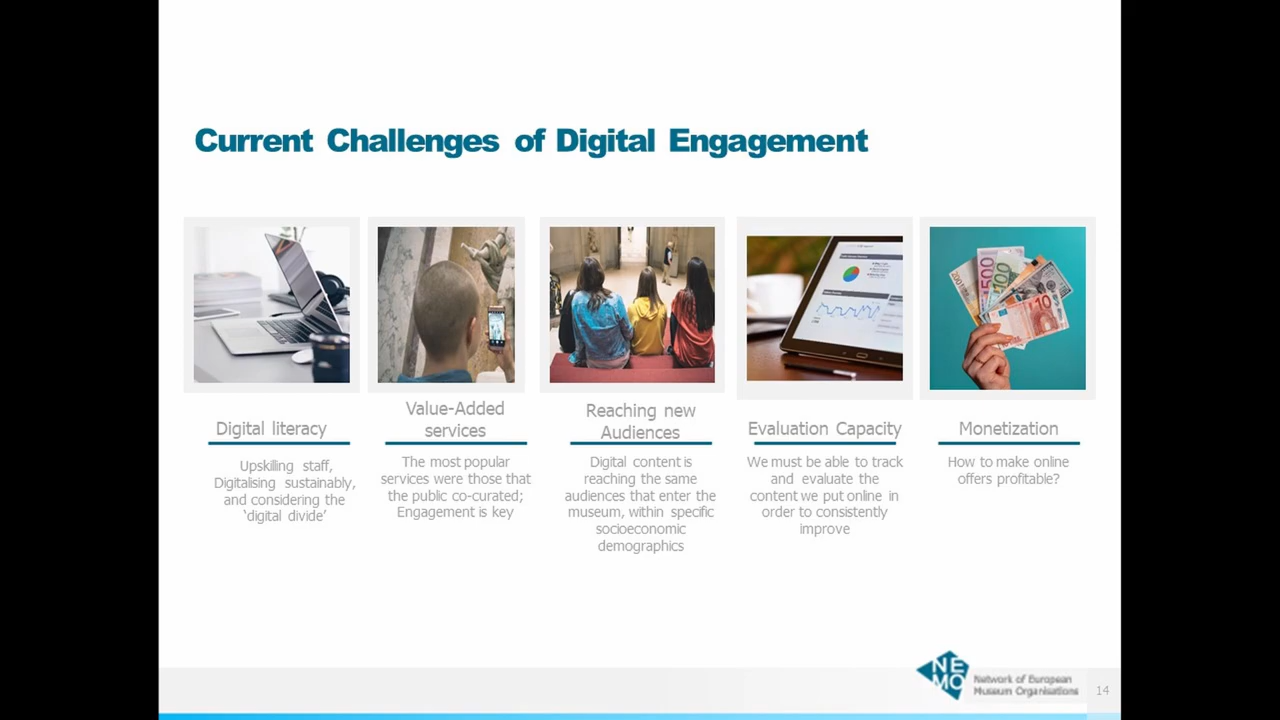 Current Challenges of Digital Engagement
Digital literacy
Upskilling staff,
Digitalising sustainably,
and considering the
‘digital divide’
Value-Added
services
The most popular
services were those that
the public co-curated;
Engagement is key
Reaching new
Audiences
Digital content is
reaching the same
audiences that enter the
museum, within specific
socioeconomic
demographics
Evaluation Capacity
We must be able to track
and evaluate the
content we put online in
order to consistently
improve
Monetization
How to make online
offers profitable?
NE
MO
Network of European
Museum Organisations
14